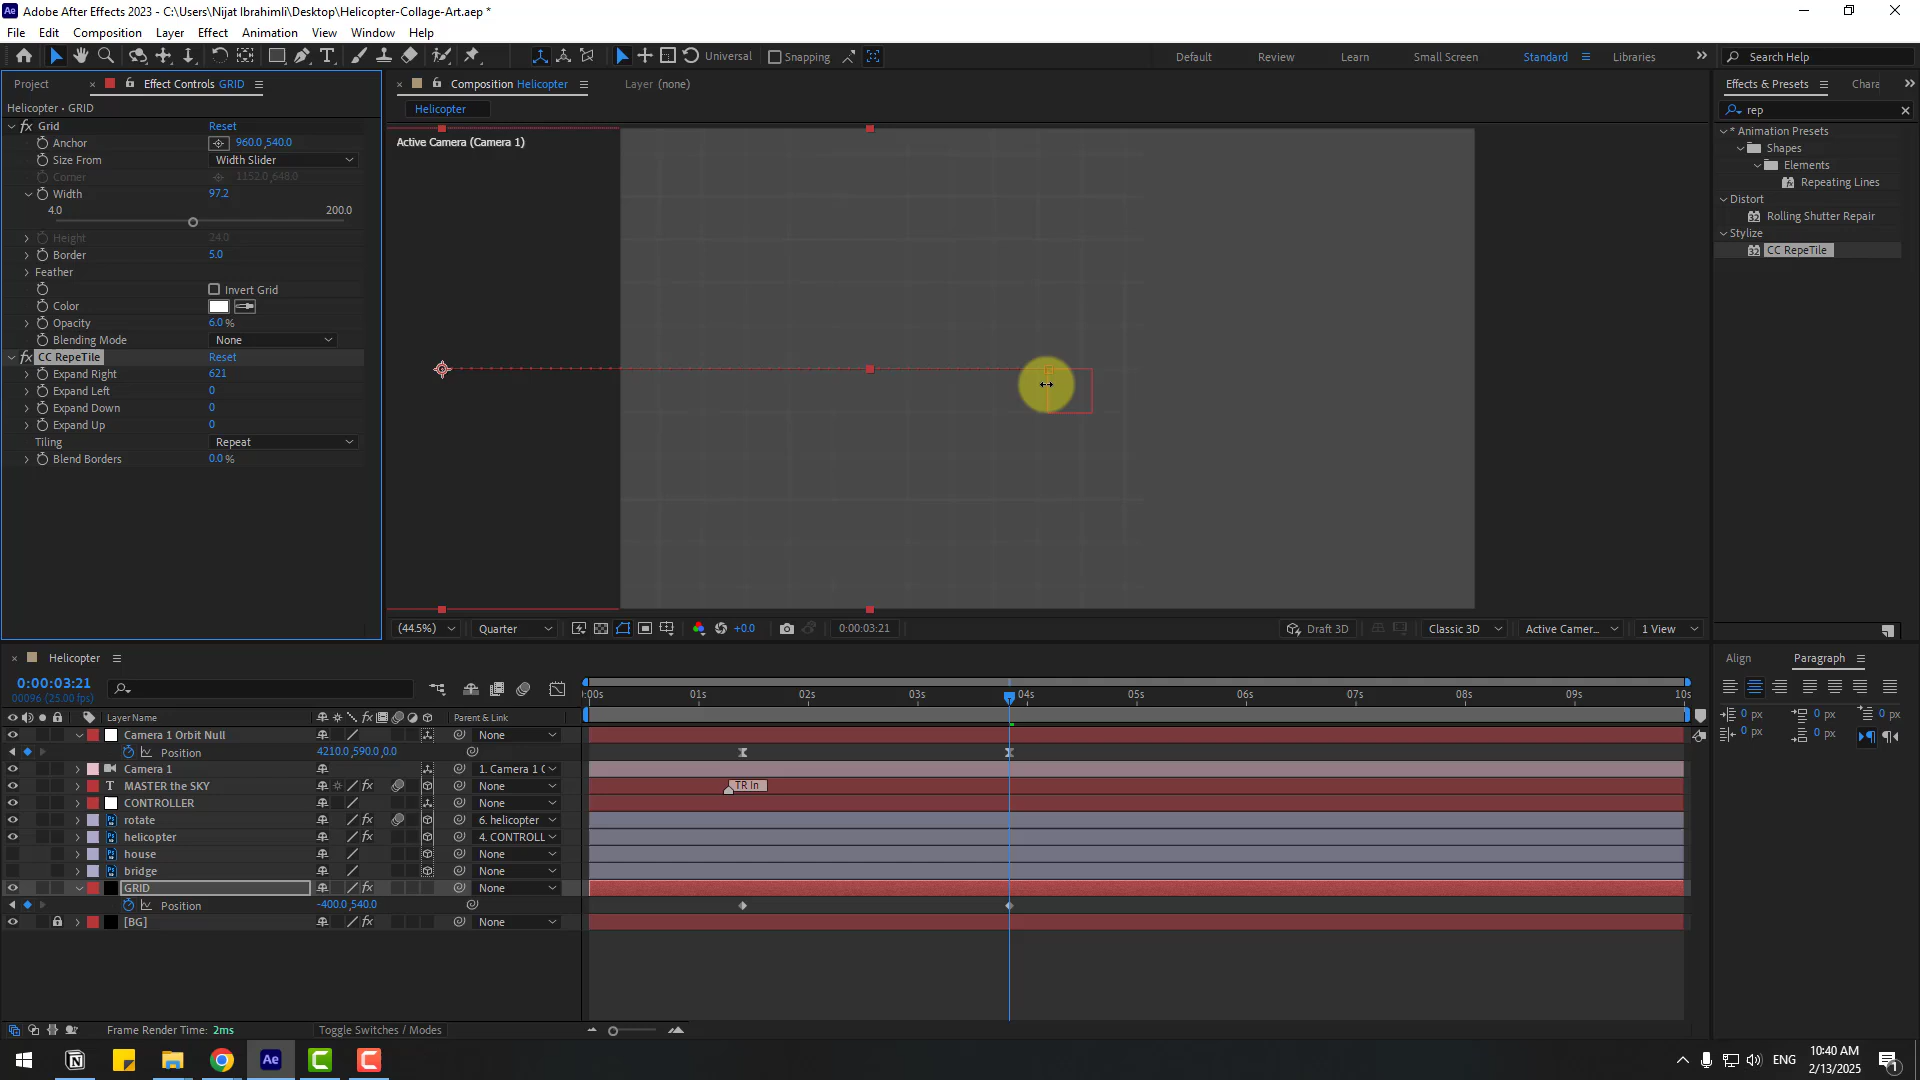 Adobe After Effects 2023 - C:\Users\Nijat Ibrahimli\Desktop\Helicopter-Collage-Art.aep *
File Edit Composition Layer Effect Animation View Window Help
Universal Snapping Default Review Learn Small Screen Standard Libraries Search Help
Project Effect Controls GRID Composition Helicopter Layer (none) Effects & Presets Chara
Helicopter • GRID
Helicopter
rep
Grid Reset
Anchor 960.0,540.0
Size From Width Slider
Corner 1152.0,648.0
Width 97.2
4.0 200.0
Height 24.0
Border 5.0
Feather
Invert Grid
Color
Opacity 6.0 %
Blending Mode None
CC RepeTile Reset
Expand Right 621
Expand Left 0
Expand Down 0
Expand Up 0
Tiling Repeat
Blend Borders 0.0 %
Active Camera (Camera 1)
* Animation Presets
Shapes
Elements
Repeating Lines
Distort
Rolling Shutter Repair
Stylize
CC RepeTile
(44.5%) Quarter +0.0 0:00:03:21 Draft 3D Classic 3D Active Camer... 1 View
Helicopter
Align Paragraph
0:00:03:21
00096 (25.00 fps)
:00s 01s 02s 03s 04s 05s 06s 07s 08s 09s 10s
Layer Name Parent & Link
Camera 1 Orbit Null None
Position 4210.0,590.0,0.0
Camera 1 1. Camera 1 C
MASTER the SKY None TR In
CONTROLLER None
rotate 6. helicopter
helicopter 4. CONTROLL
house None
bridge None
GRID None
Position -400.0,540.0
[BG] None
0 px 0 px 0 px
0 px 0 px
Frame Render Time: 2ms Toggle Switches / Modes
ENG
10:40 AM
2/13/2025
1